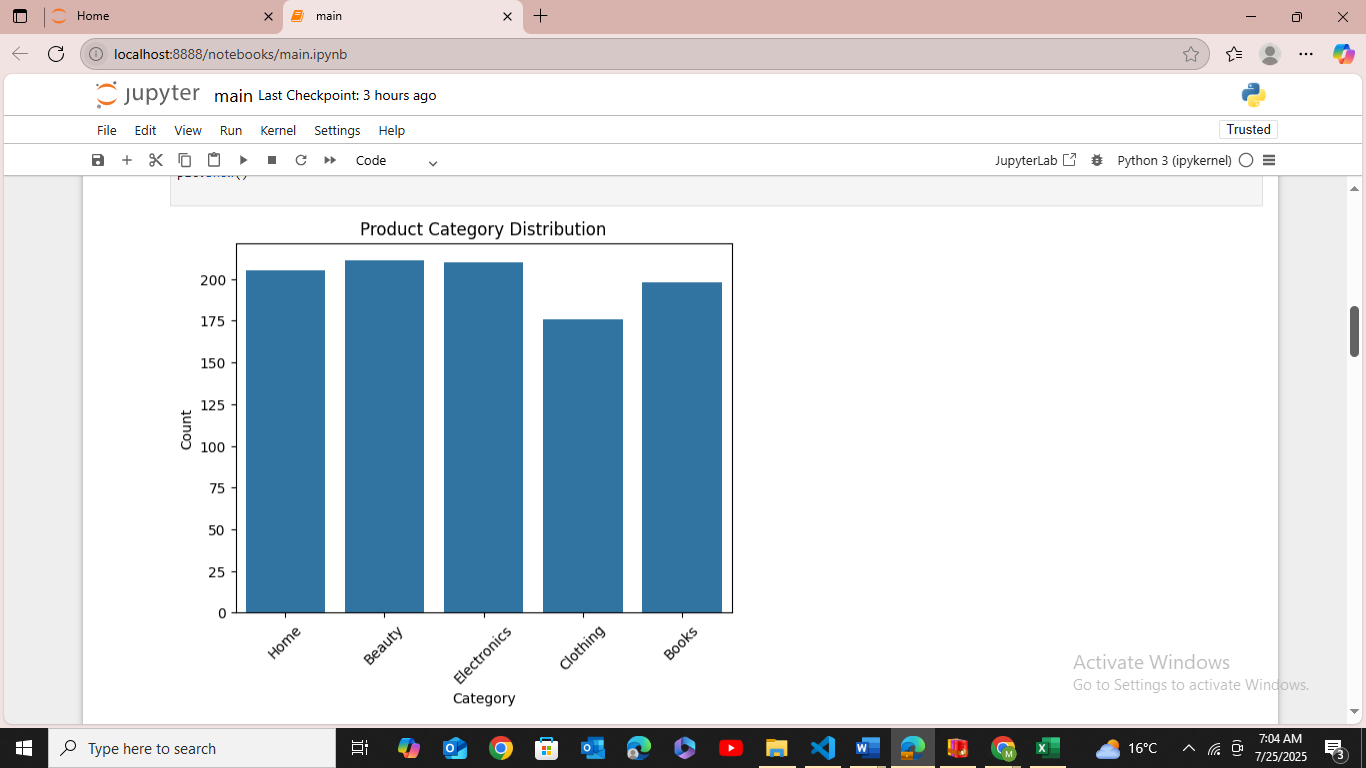 Home
main
localhost:8888/notebooks/main.ipynb
jupyter main Last Checkpoint: 3 hours ago
File Edit View Run Kernel Settings Help
Trusted
Code
JupyterLab
Python 3 (ipykernel)
Product Category Distribution
200
175
150
125
100
75
50
25
0
Count
Home
Beauty
Electronics
Clothing
Books
Category
Activate Windows
Go to Settings to activate Windows.
Type here to search
16°C
7:04 AM
7/25/2025
3